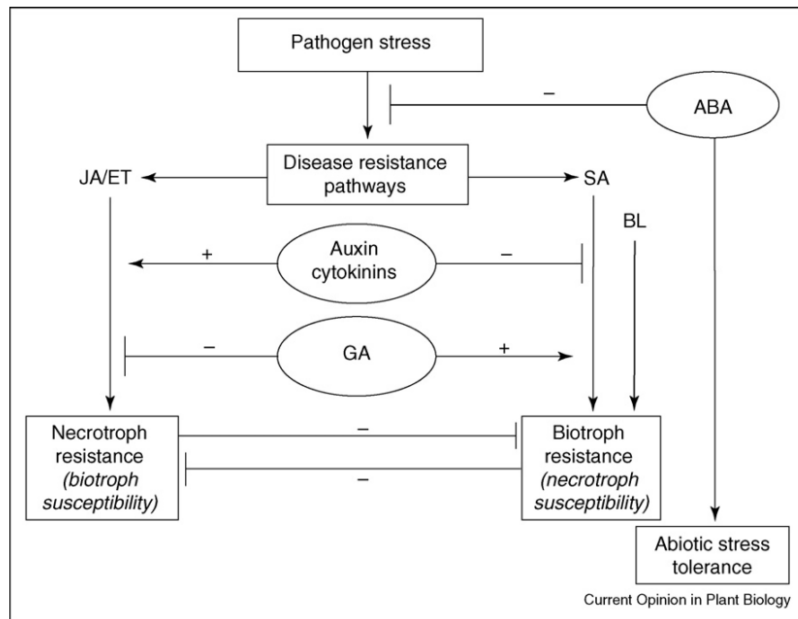 Pathogen stress
–
ABA
JA/ET
Disease resistance
pathways
SA
BL
+
Auxin
cytokinins
–
–
GA
+
Necrotroph
resistance
(biotroph
susceptibility)
–
–
Biotroph
resistance
(necrotroph
susceptibility)
Abiotic stress
tolerance
Current Opinion in Plant Biology